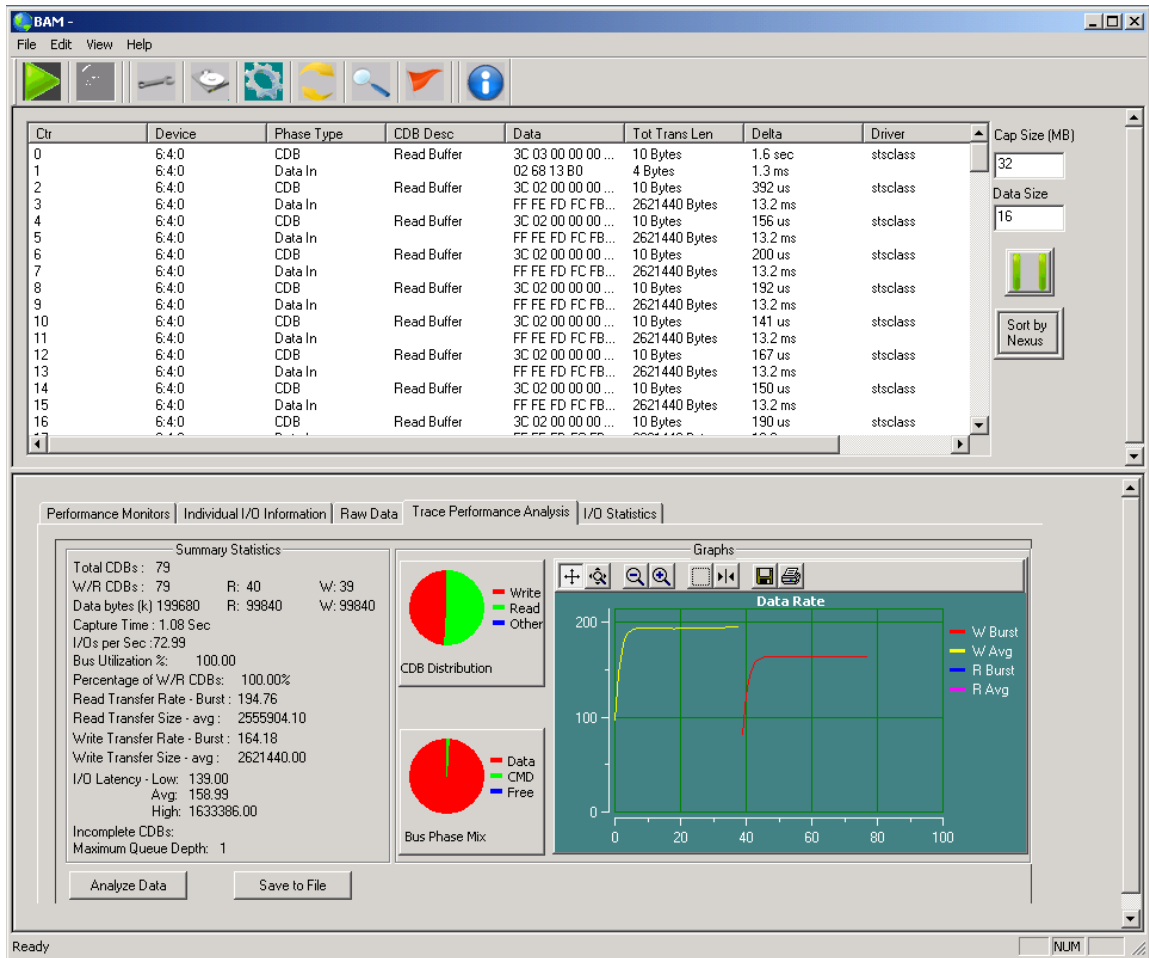 BAM -
File Edit View Help
Ctr Device Phase Type CDB Desc Data Tot Trans Len Delta Driver
0 6:4:0 CDB Read Buffer 3C 03 00 00 00 ... 10 Bytes 1.6 sec stsclass
1 6:4:0 Data In 02 68 13 B0 4 Bytes 1.3 ms
2 6:4:0 CDB Read Buffer 3C 02 00 00 00 ... 10 Bytes 392 us stsclass
3 6:4:0 Data In FF FE FD FC FB... 2621440 Bytes 13.2 ms
4 6:4:0 CDB Read Buffer 3C 02 00 00 00 ... 10 Bytes 156 us stsclass
5 6:4:0 Data In FF FE FD FC FB... 2621440 Bytes 13.2 ms
6 6:4:0 CDB Read Buffer 3C 02 00 00 00 ... 10 Bytes 200 us stsclass
7 6:4:0 Data In FF FE FD FC FB... 2621440 Bytes 13.2 ms
8 6:4:0 CDB Read Buffer 3C 02 00 00 00 ... 10 Bytes 192 us stsclass
9 6:4:0 Data In FF FE FD FC FB... 2621440 Bytes 13.2 ms
10 6:4:0 CDB Read Buffer 3C 02 00 00 00 ... 10 Bytes 141 us stsclass
11 6:4:0 Data In FF FE FD FC FB... 2621440 Bytes 13.2 ms
12 6:4:0 CDB Read Buffer 3C 02 00 00 00 ... 10 Bytes 167 us stsclass
13 6:4:0 Data In FF FE FD FC FB... 2621440 Bytes 13.2 ms
14 6:4:0 CDB Read Buffer 3C 02 00 00 00 ... 10 Bytes 150 us stsclass
15 6:4:0 Data In FF FE FD FC FB... 2621440 Bytes 13.2 ms
16 6:4:0 CDB Read Buffer 3C 02 00 00 00 ... 10 Bytes 190 us stsclass
Cap Size (MB)
32
Data Size
16
Sort by
Nexus
Performance Monitors Individual I/O Information Raw Data Trace Performance Analysis I/O Statistics
Summary Statistics
Total CDBs : 79
W/R CDBs : 79 R: 40 W: 39
Data bytes (k) 199680 R: 99840 W: 99840
Capture Time : 1.08 Sec
I/Os per Sec :72.99
Bus Utilization %: 100.00
Percentage of W/R CDBs: 100.00%
Read Transfer Rate - Burst : 194.76
Read Transfer Size - avg : 2555904.10
Write Transfer Rate - Burst : 164.18
Write Transfer Size - avg : 2621440.00
I/O Latency - Low: 139.00
Avg: 158.99
High: 1633386.00
Incomplete CDBs:
Maximum Queue Depth: 1
Graphs
Write
Read
Other
CDB Distribution
Data
CMD
Free
Bus Phase Mix
Data Rate
200
100
0
0 20 40 60 80 100
W Burst
W Avg
R Burst
R Avg
Analyze Data Save to File
Ready NUM